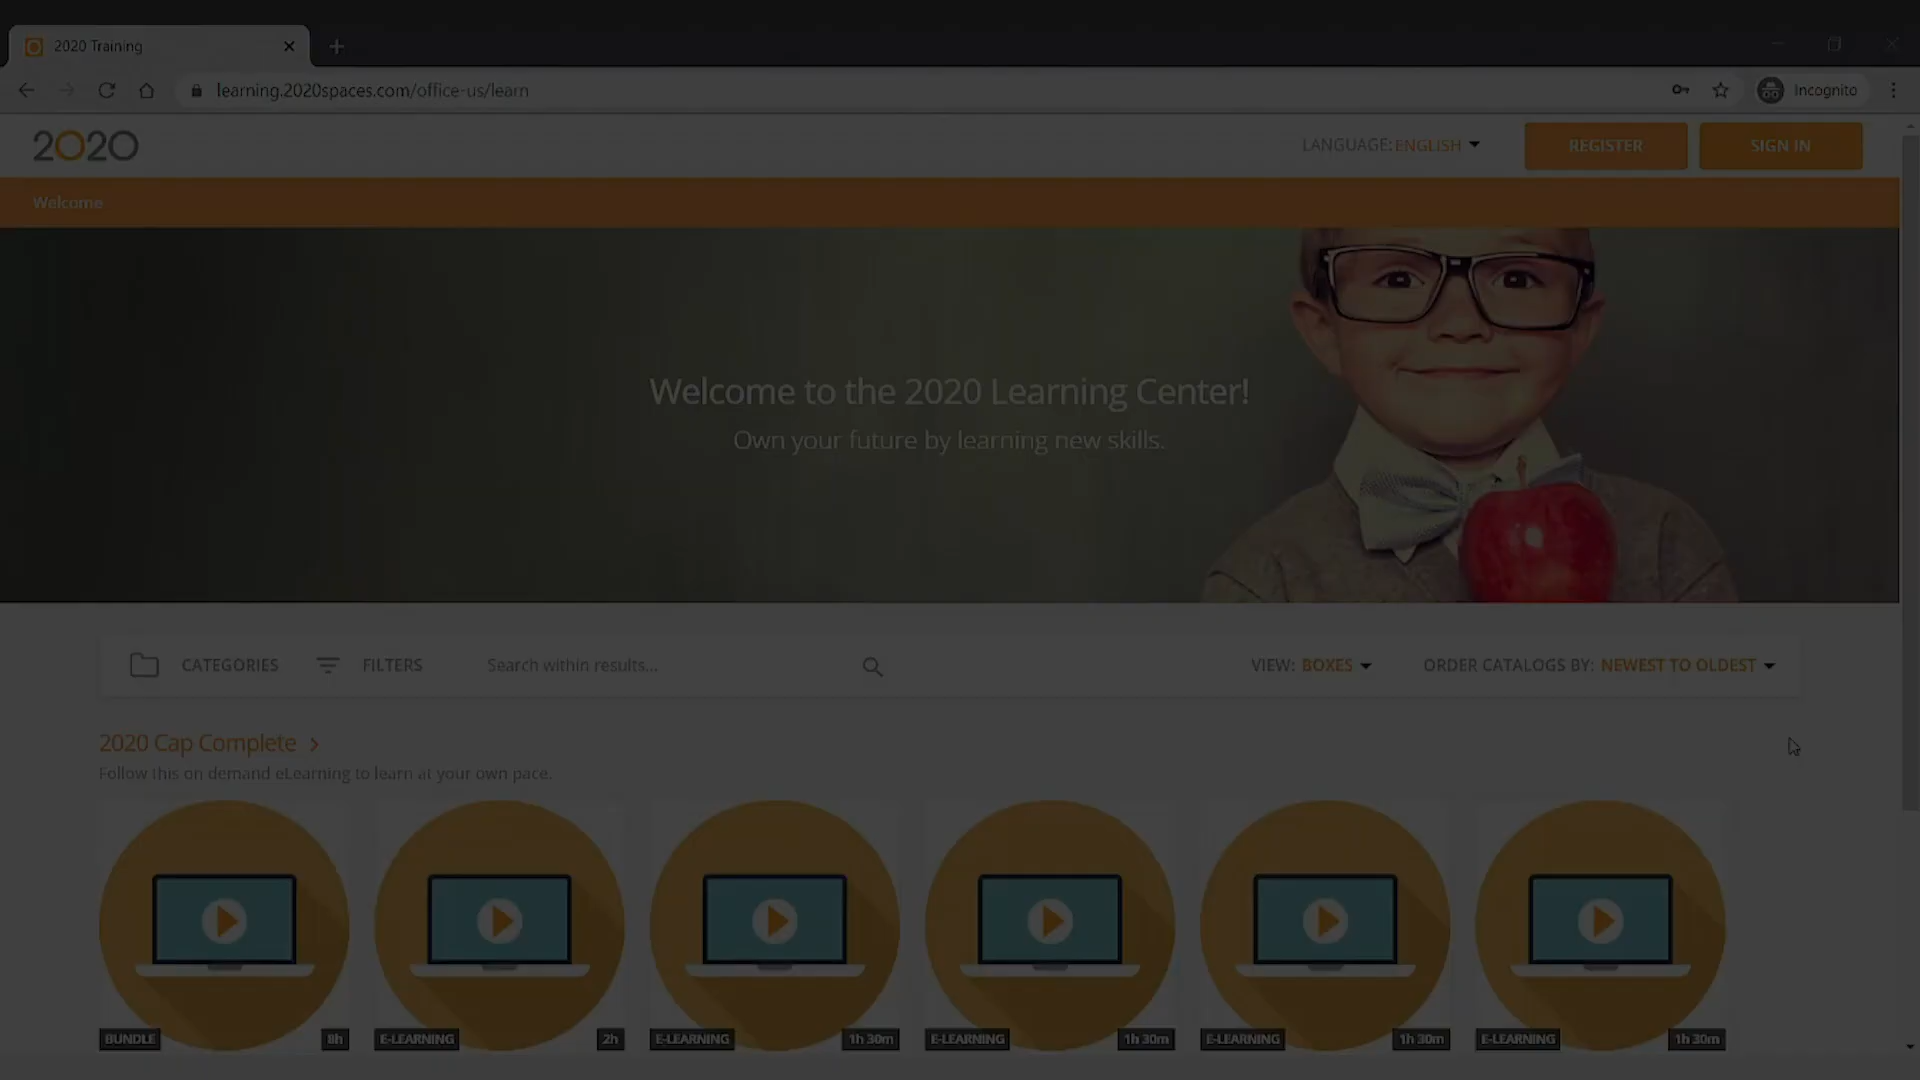 2020 Training
learning.2020spaces.com/office-us/learn
Incognito
2020
LANGUAGE: ENGLISH
REGISTER
SIGN IN
Welcome
Welcome to the 2020 Learning Center!
Own your future by learning new skills.
CATEGORIES
FILTERS
Search within results...
VIEW: BOXES
ORDER CATALOGS BY: NEWEST TO OLDEST
2020 Cap Complete >
Follow this on demand eLearning to learn at your own pace.
BUNDLE 8h
E-LEARNING 2h
E-LEARNING 1h 30m
E-LEARNING 1h 30m
E-LEARNING 1h 30m
E-LEARNING 1h 30m